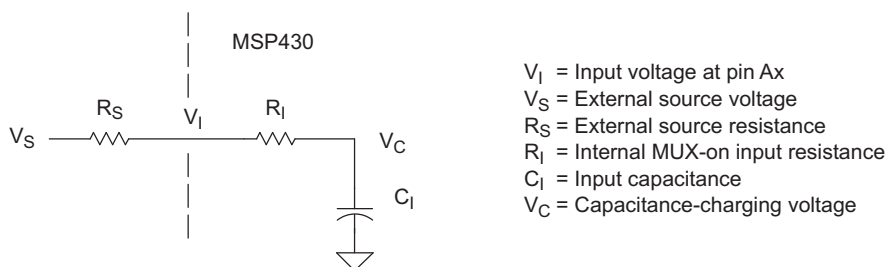 MSP430
R_S
V_I
R_I
V_S
V_C
C_I
V_I = Input voltage at pin Ax
V_S = External source voltage
R_S = External source resistance
R_I = Internal MUX-on input resistance
C_I = Input capacitance
V_C = Capacitance-charging voltage